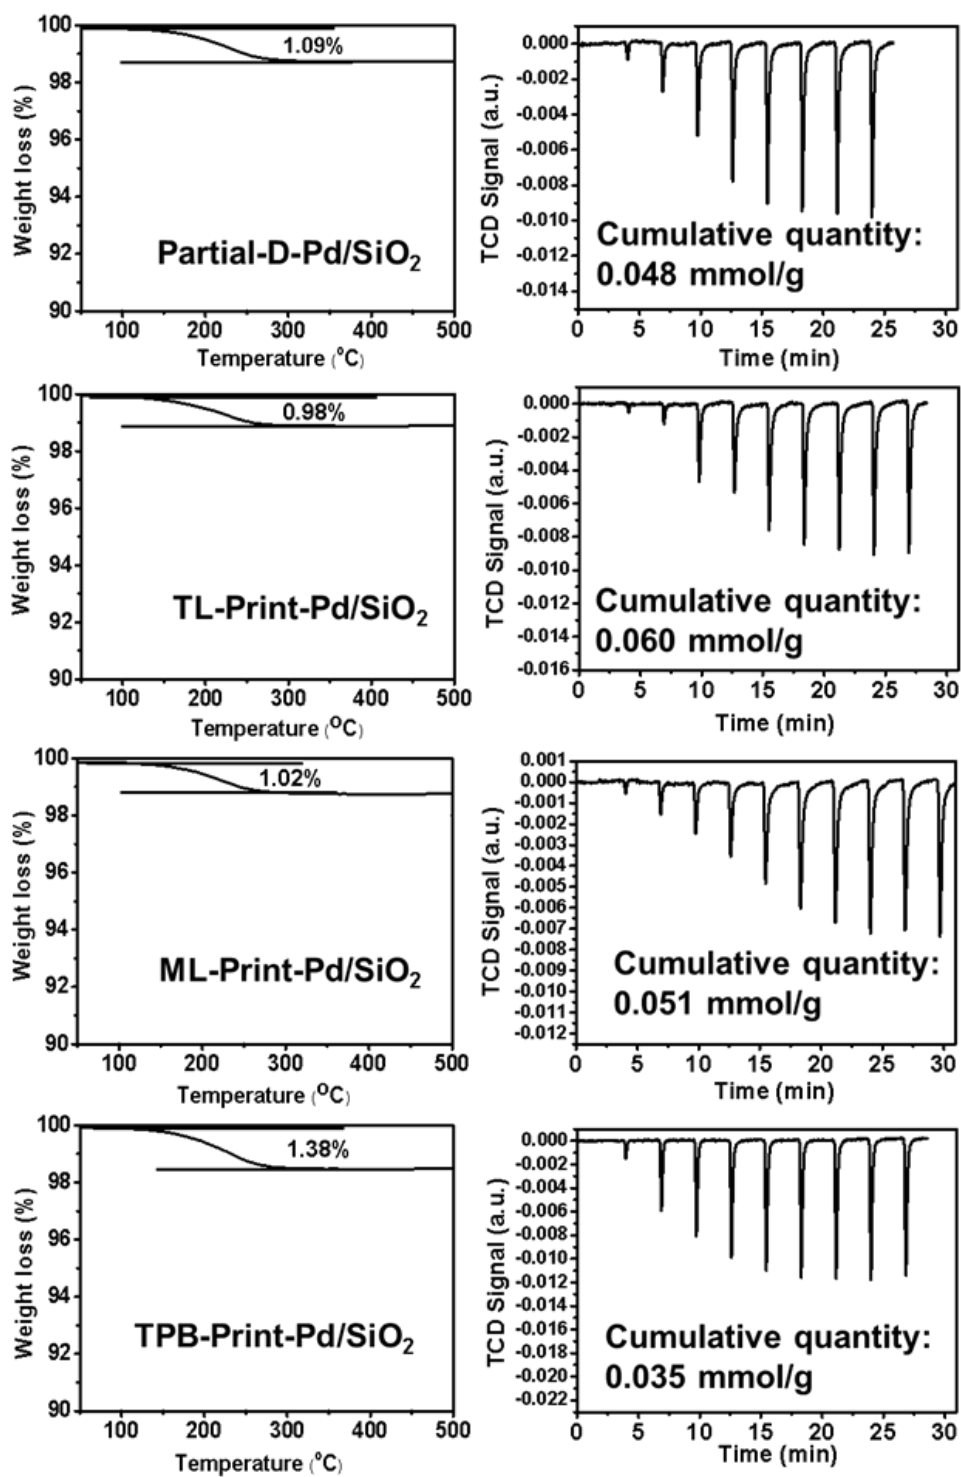 100
98
96
94
92
90
Weight loss (%)
1.09%
Partial-D-Pd/SiO₂
100 200 300 400 500
Temperature (°C)
0.000
-0.002
-0.004
-0.006
-0.008
-0.010
-0.014
TCD Signal (a.u.)
Cumulative quantity:
0.048 mmol/g
0 5 10 15 20 25 30
Time (min)
100
98
96
94
92
90
Weight loss (%)
0.98%
TL-Print-Pd/SiO₂
100 200 300 400 500
Temperature (°C)
0.000
-0.002
-0.004
-0.006
-0.008
-0.010
-0.012
-0.014
-0.016
TCD Signal (a.u.)
Cumulative quantity:
0.060 mmol/g
0 5 10 15 20 25 30
Time (min)
100
98
96
94
92
90
Weight loss (%)
1.02%
ML-Print-Pd/SiO₂
100 200 300 400 500
Temperature (°C)
0.001
0.000
-0.001
-0.002
-0.003
-0.004
-0.005
-0.006
-0.007
-0.008
-0.009
-0.010
-0.011
-0.012
TCD Signal (a.u.)
Cumulative quantity:
0.051 mmol/g
0 5 10 15 20 25 30
Time (min)
100
98
96
94
92
90
Weight loss (%)
1.38%
TPB-Print-Pd/SiO₂
100 200 300 400 500
Temperature (°C)
0.000
-0.002
-0.004
-0.006
-0.008
-0.010
-0.012
-0.014
-0.016
-0.018
-0.020
-0.022
TCD Signal (a.u.)
Cumulative quantity:
0.035 mmol/g
0 5 10 15 20 25 30
Time (min)